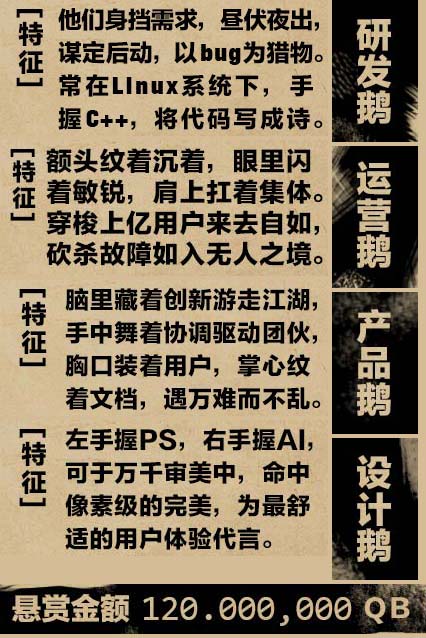 [特征]
他们身挡需求，昼伏夜出，
谋定后动，以bug为猎物。
常在LInux系统下，手
握C++，将代码写成诗。
研发鹅
[特征]
额头纹着沉着，眼里闪
着敏锐，肩上扛着集体。
穿梭上亿用户来去自如，
砍杀故障如入无人之境。
运营鹅
[特征]
脑里藏着创新游走江湖，
手中舞着协调驱动团伙，
胸口装着用户，掌心纹
着文档，遇万难而不乱。
产品鹅
[特征]
左手握PS，右手握AI，
可于万千审美中，命中
像素级的完美，为最舒
适的用户体验代言。
设计鹅
悬赏金额 120.000,000 QB